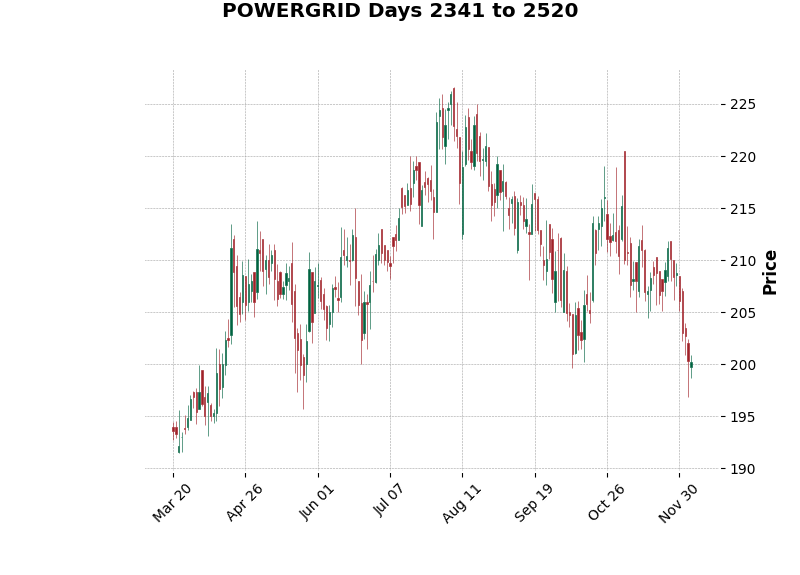 POWERGRID Days 2341 to 2520
225
220
215
210
205
200
195
190
Price
Mar 20
Apr 26
Jun 01
Jul 07
Aug 11
Sep 19
Oct 26
Nov 30